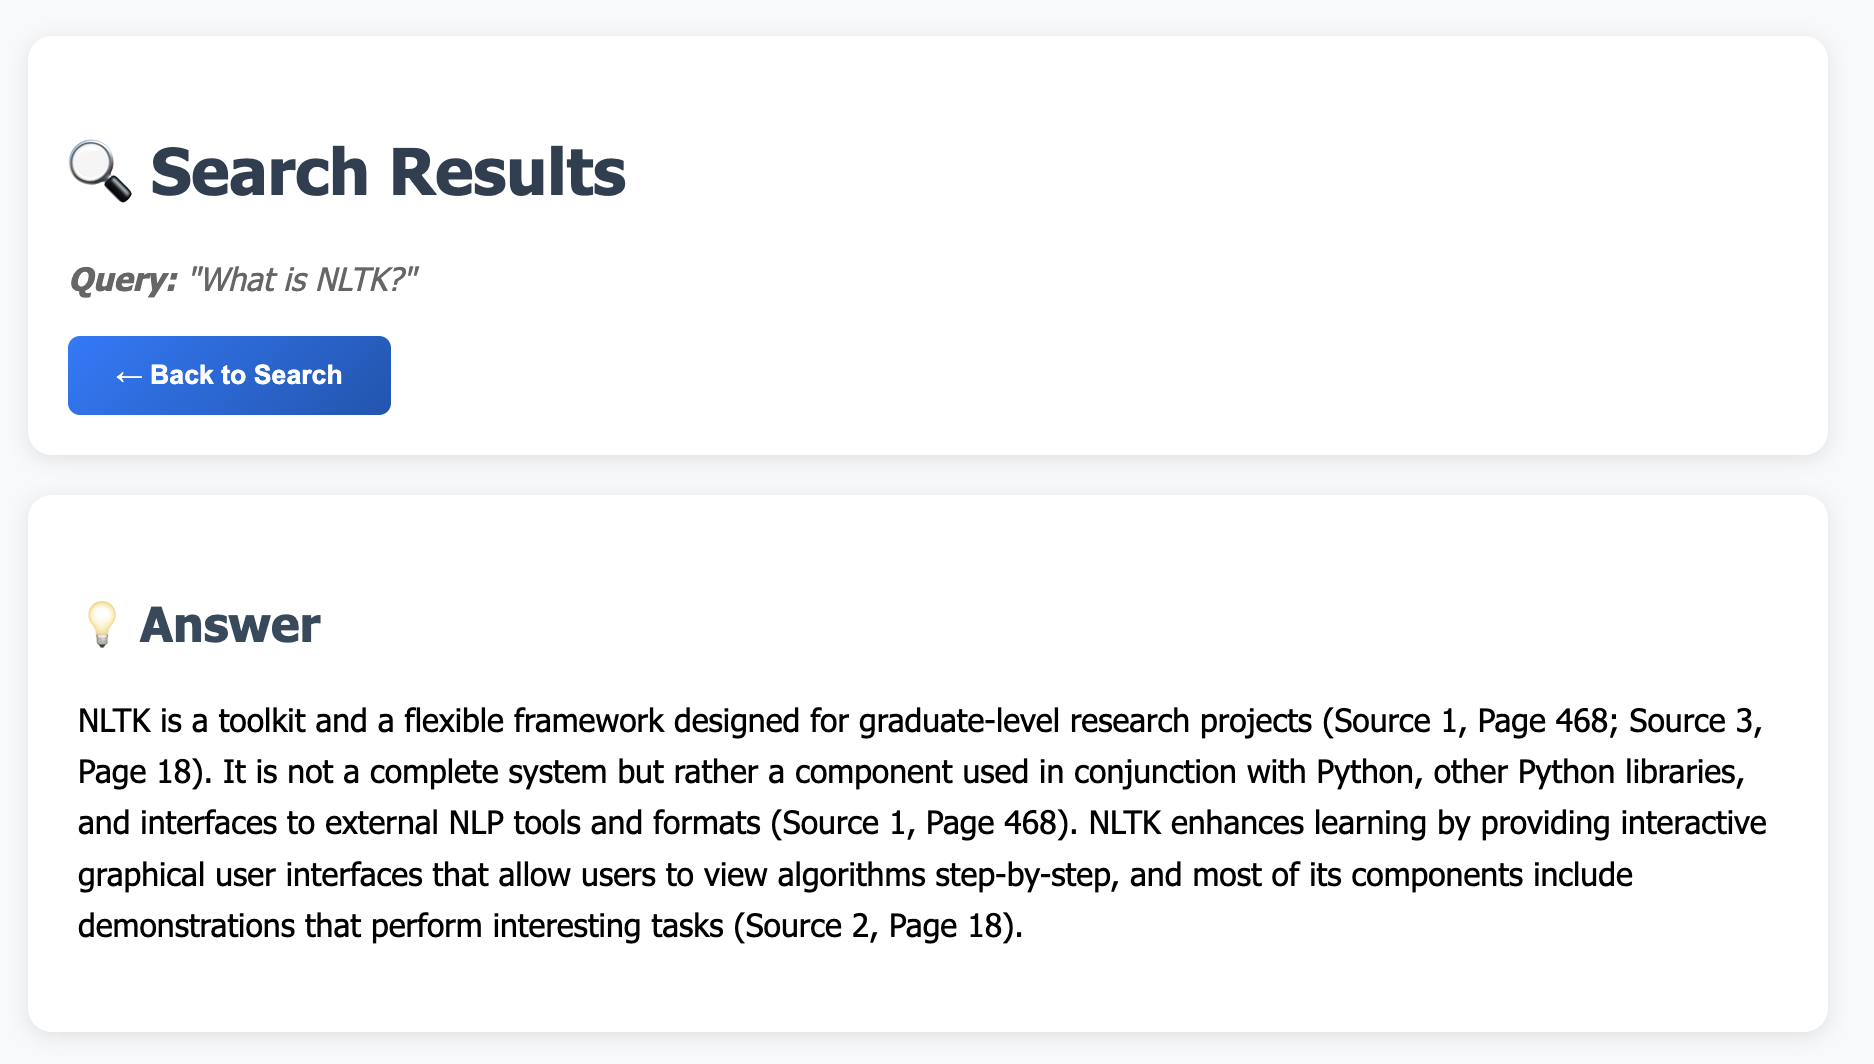 🔍 Search Results
Query: "What is NLTK?"
← Back to Search
💡 Answer
NLTK is a toolkit and a flexible framework designed for graduate-level research projects (Source 1, Page 468; Source 3,
Page 18). It is not a complete system but rather a component used in conjunction with Python, other Python libraries,
and interfaces to external NLP tools and formats (Source 1, Page 468). NLTK enhances learning by providing interactive
graphical user interfaces that allow users to view algorithms step-by-step, and most of its components include
demonstrations that perform interesting tasks (Source 2, Page 18).